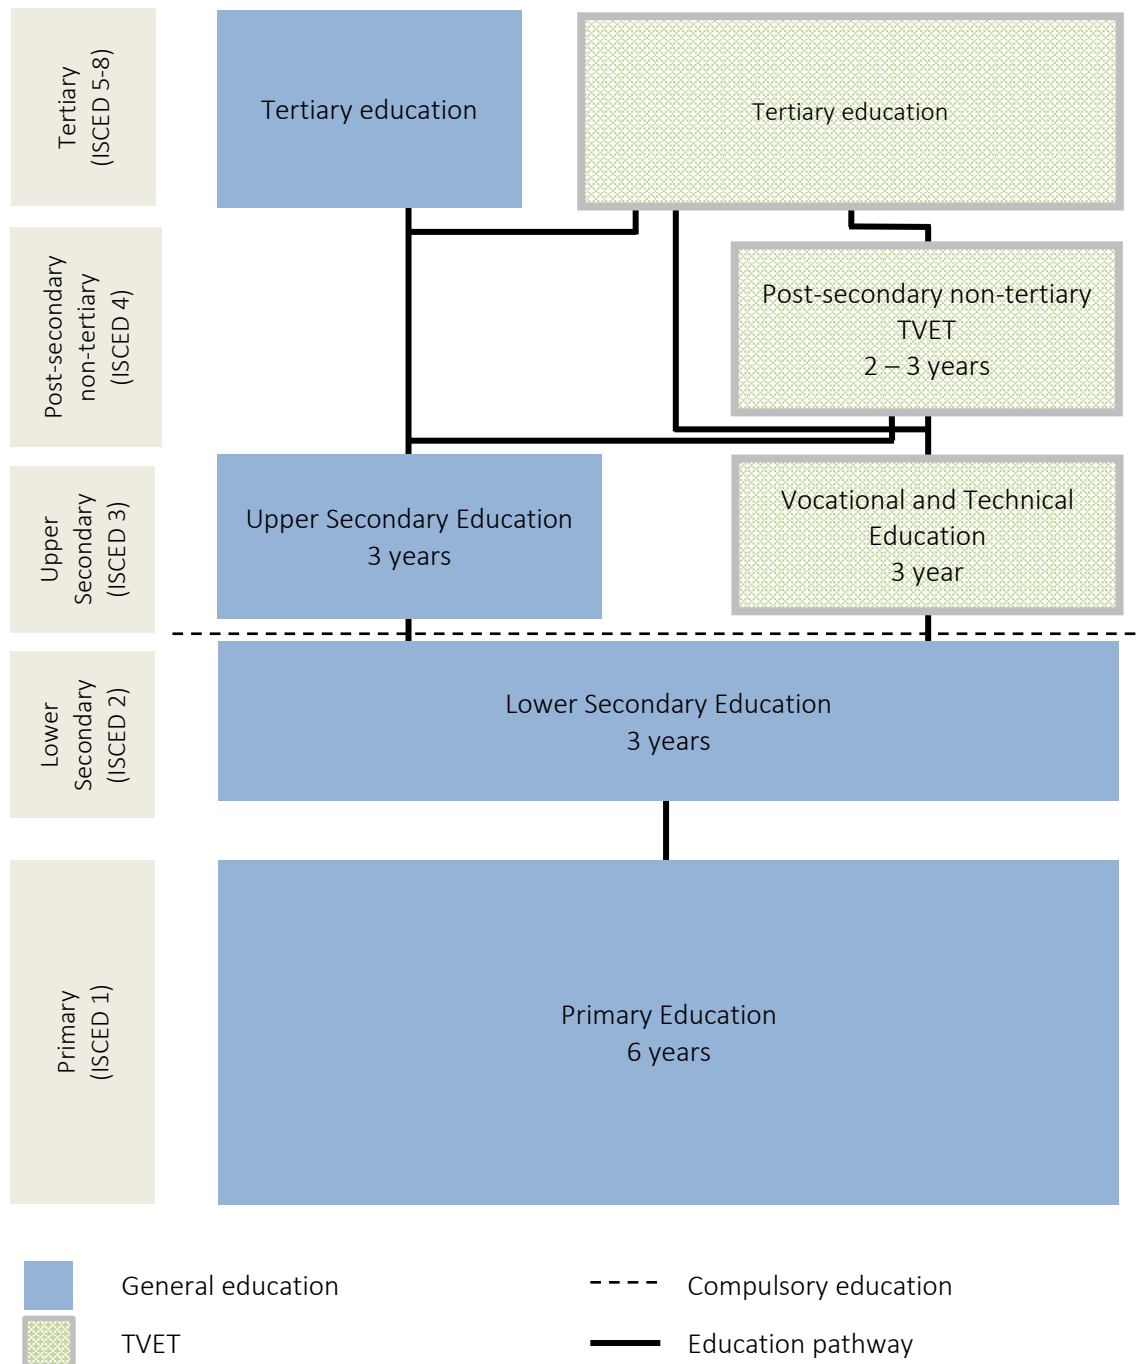 Tertiary
(ISCED 5-8)
Tertiary education
Tertiary education
Post-secondary
non-tertiary
(ISCED 4)
Post-secondary non-tertiary
TVET
2 – 3 years
Upper
Secondary
(ISCED 3)
Upper Secondary Education
3 years
Vocational and Technical
Education
3 year
Lower
Secondary
(ISCED 2)
Lower Secondary Education
3 years
Primary
(ISCED 1)
Primary Education
6 years
General education
Compulsory education
TVET
Education pathway